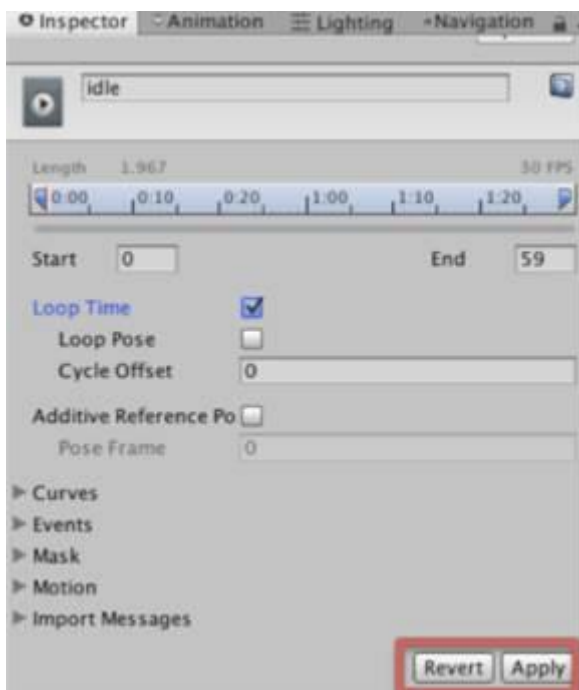 Inspector Animation Lighting Navigation
idle
Length 1.967 30 FPS
0:00 0:10 0:20 1:00 1:10 1:20
Start 0 End 59
Loop Time
Loop Pose
Cycle Offset 0
Additive Reference Po
Pose Frame 0
Curves
Events
Mask
Motion
Import Messages
Revert Apply